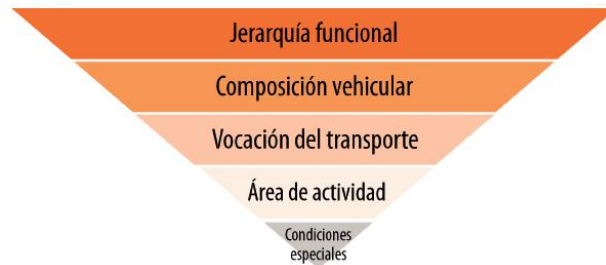 Jerarquía funcional
Composición vehicular
Vocación del transporte
Área de actividad
Condiciones
especiales